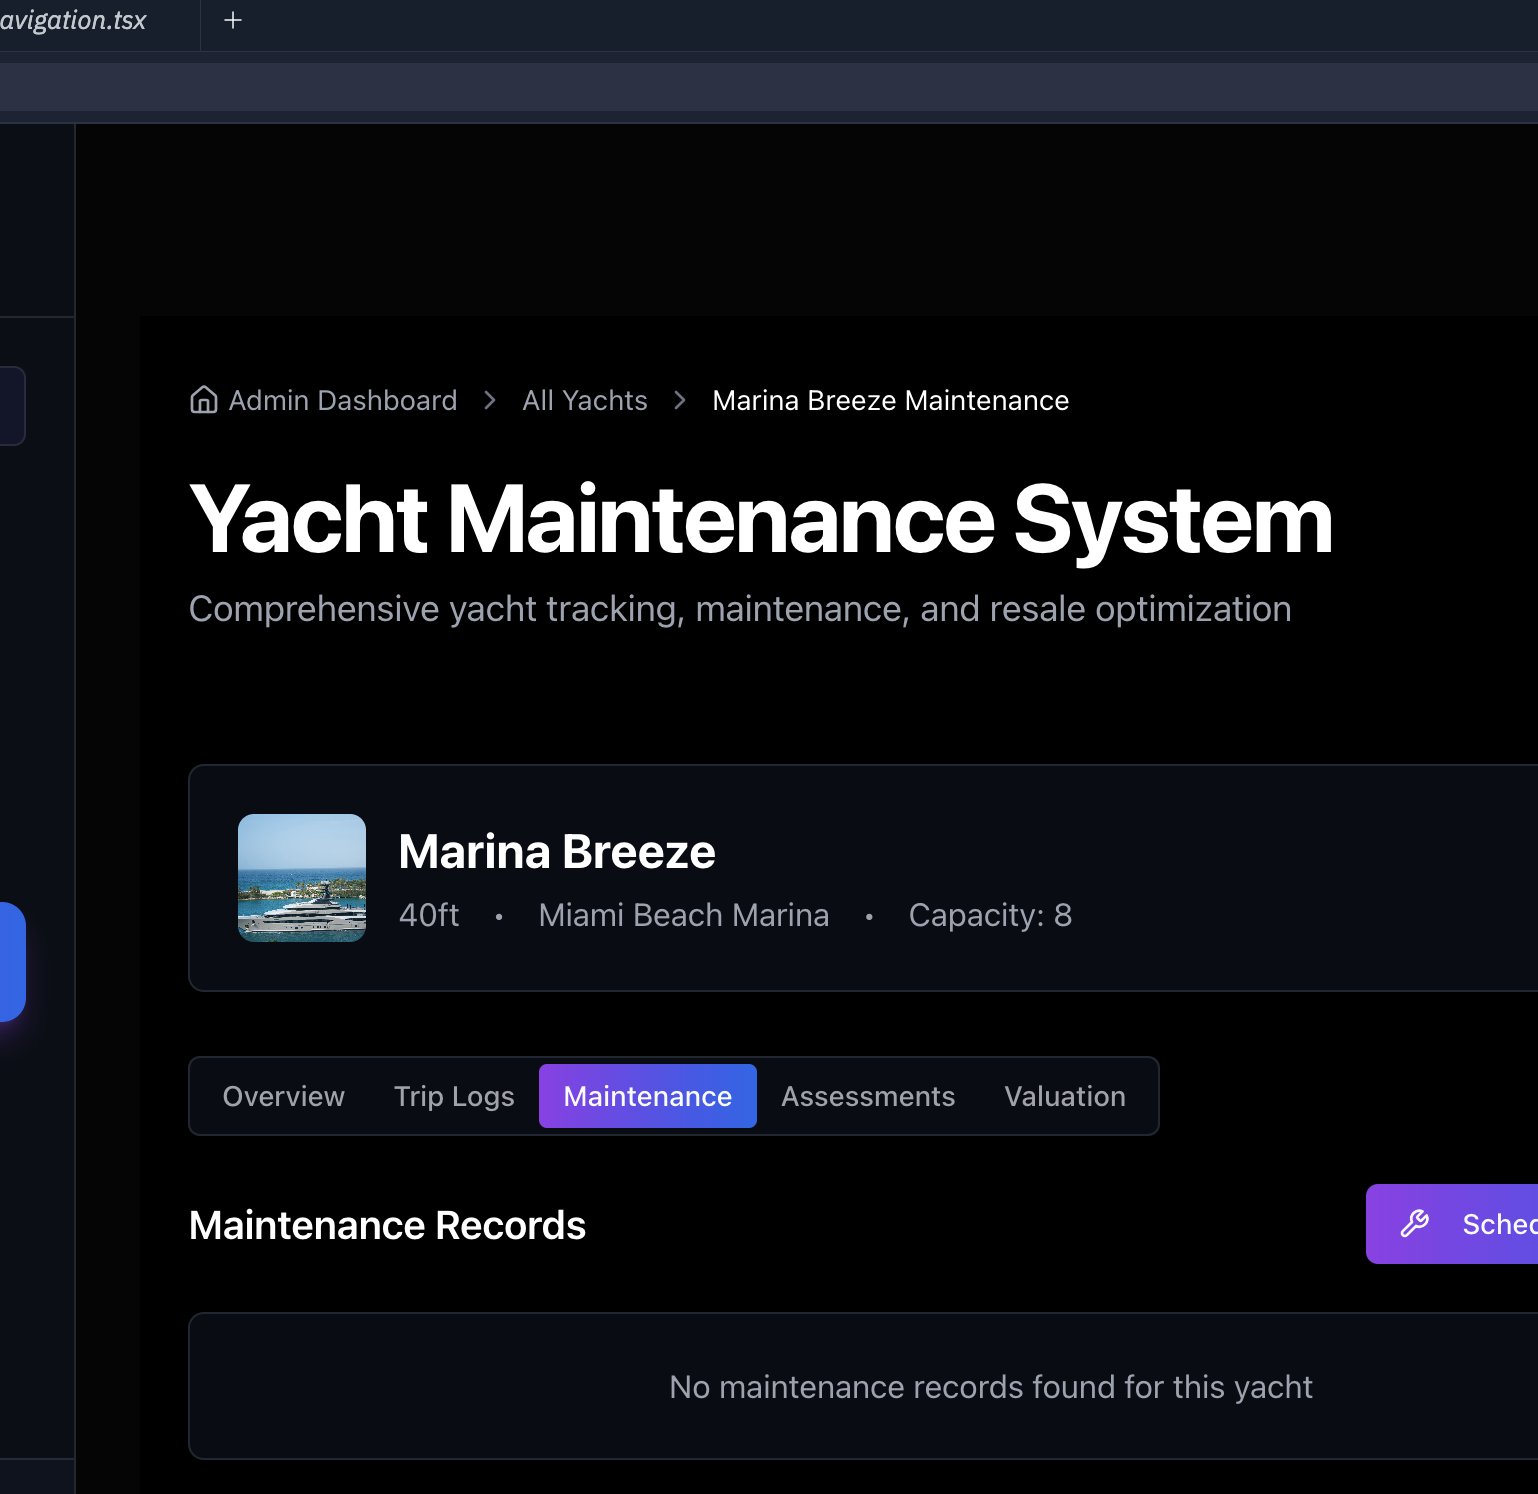 avigation.tsx +
Admin Dashboard > All Yachts > Marina Breeze Maintenance
Yacht Maintenance System
Comprehensive yacht tracking, maintenance, and resale optimization
Marina Breeze
40ft • Miami Beach Marina • Capacity: 8
Overview Trip Logs Maintenance Assessments Valuation
Maintenance Records
Sched
No maintenance records found for this yacht